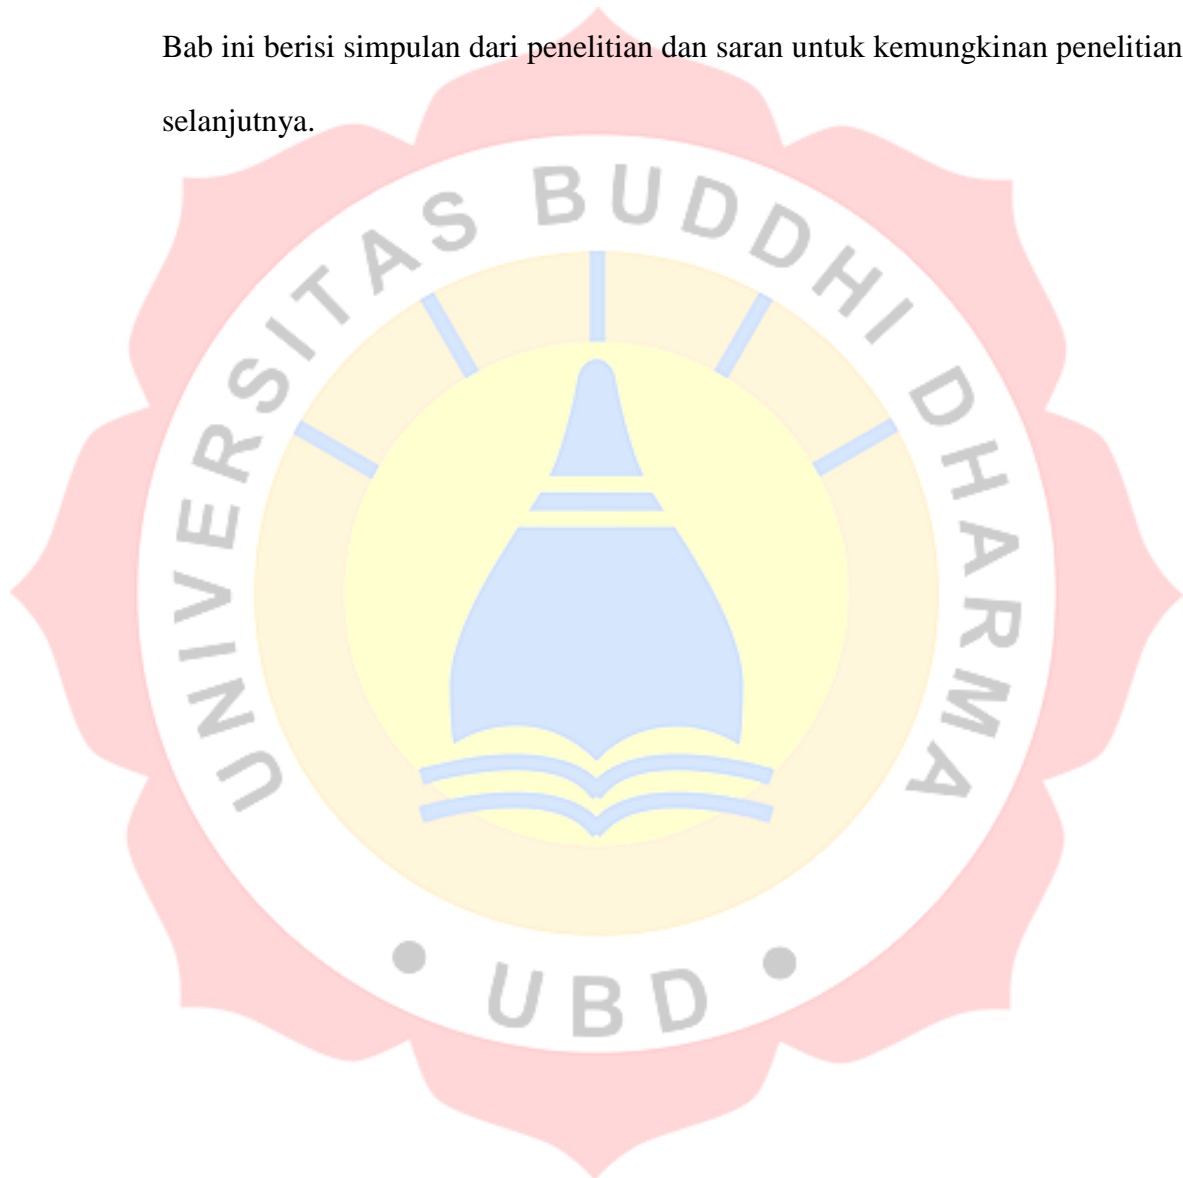 Bab ini berisi simpulan dari penelitian dan saran untuk kemungkinan penelitian
selanjutnya.
UNIVERSITAS BUDDHI DHARMA
• UBD •